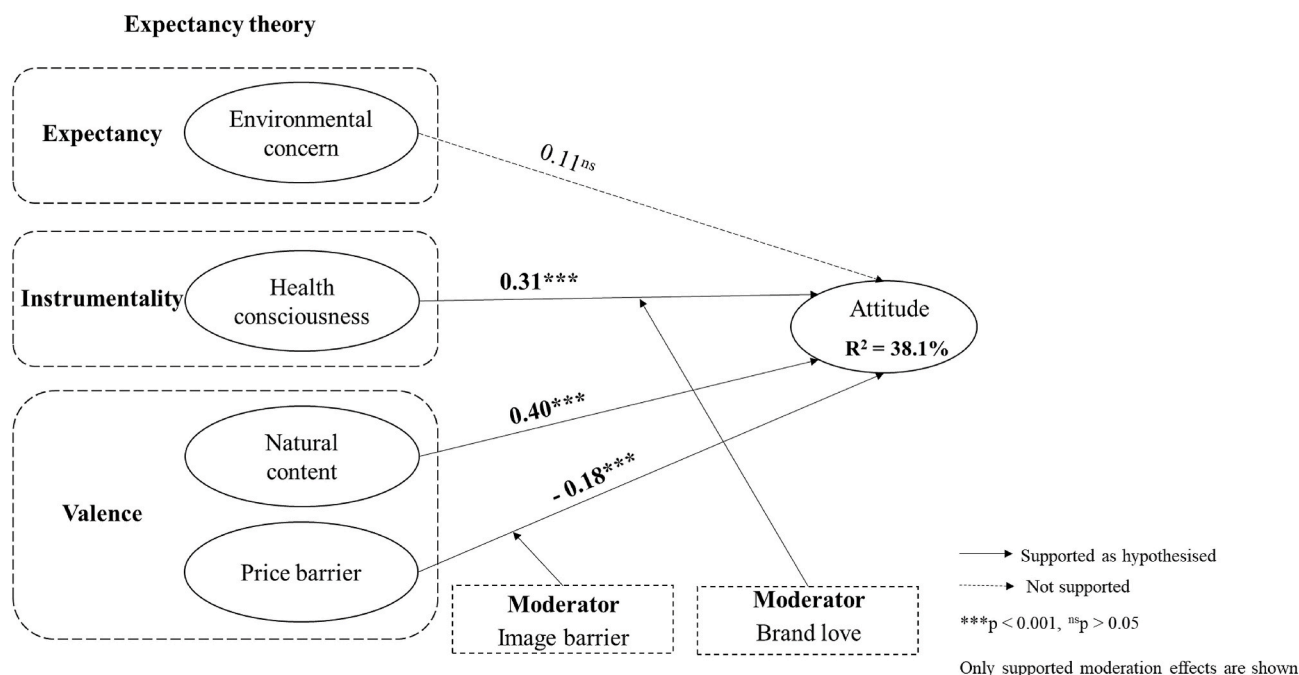 Expectancy theory
Expectancy
Environmental
concern
0.11ns
Instrumentality
Health
consciousness
0.31***
Attitude
R² = 38.1%
Valence
Natural
content
0.40***
Price barrier
- 0.18***
Moderator
Image barrier
Moderator
Brand love
Supported as hypothesised
Not supported
***p < 0.001, nsp > 0.05
Only supported moderation effects are shown